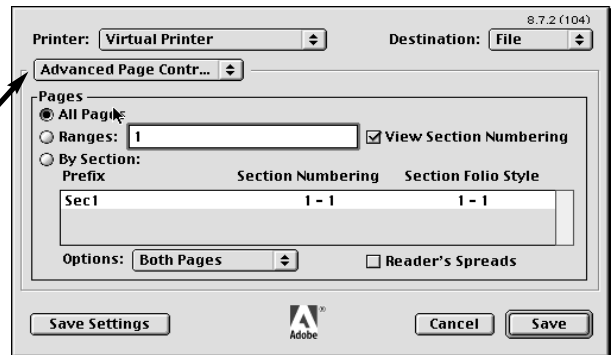 8.7.2 (104)
Printer: Virtual Printer Destination: File
Advanced Page Contr...
Pages
All Pages
Ranges: 1 View Section Numbering
By Section:
Prefix Section Numbering Section Folio Style
Sec1 1 - 1 1 - 1
Options: Both Pages Reader's Spreads
Save Settings Adobe® Cancel Save